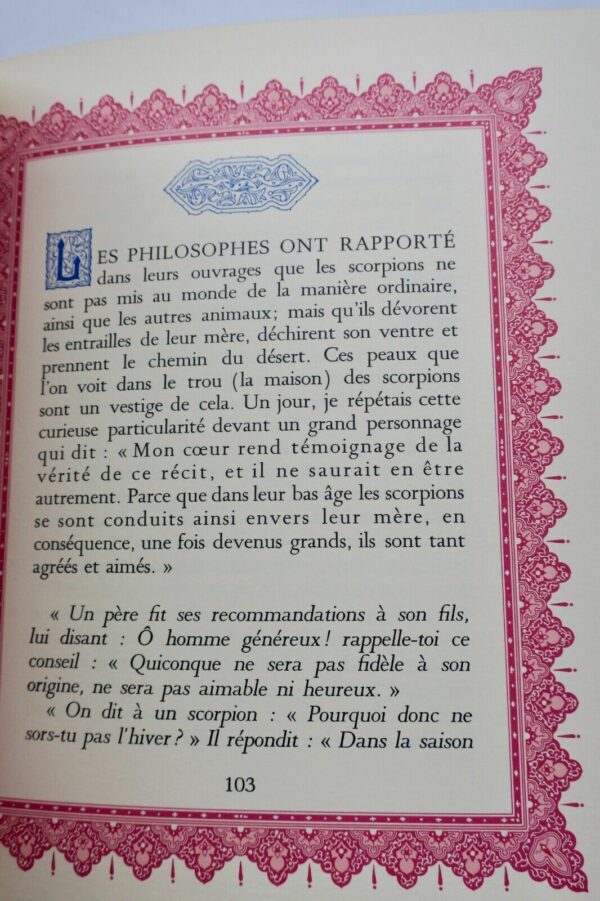 LES PHILOSOPHES ONT RAPPORTÉ
dans leurs ouvrages que les scorpions ne
sont pas mis au monde de la manière ordinaire,
ainsi que les autres animaux; mais qu'ils dévorent
les entrailles de leur mère, déchirent son ventre et
prennent le chemin du désert. Ces peaux que
l'on voit dans le trou (la maison) des scorpions
sont un vestige de cela. Un jour, je répétais cette
curieuse particularité devant un grand personnage
qui dit : « Mon cœur rend témoignage de la
vérité de ce récit, et il ne saurait en être
autrement. Parce que dans leur bas âge les scorpions
se sont conduits ainsi envers leur mère, en
conséquence, une fois devenus grands, ils sont tant
agréés et aimés. »
« Un père fit ses recommandations à son fils,
lui disant : Ô homme généreux! rappelle-toi ce
conseil : « Quiconque ne sera pas fidèle à son
origine, ne sera pas aimable ni heureux. »
« On dit à un scorpion : « Pourquoi donc ne
sors-tu pas l'hiver? » Il répondit : « Dans la saison
103